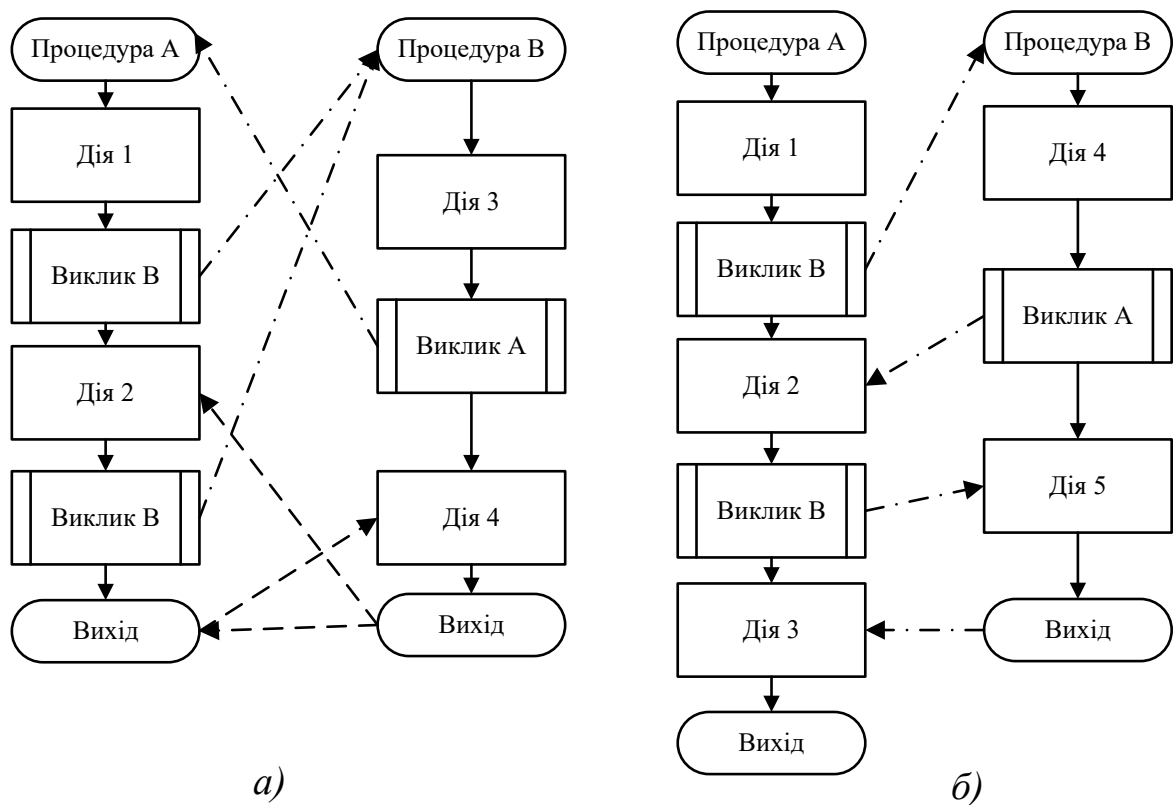 Процедура А
Дія 1
Виклик В
Дія 2
Виклик В
Вихід
Процедура В
Дія 3
Виклик А
Дія 4
Вихід
а)
Процедура А
Дія 1
Виклик В
Дія 2
Виклик В
Дія 3
Вихід
Процедура В
Дія 4
Виклик А
Дія 5
Вихід
б)